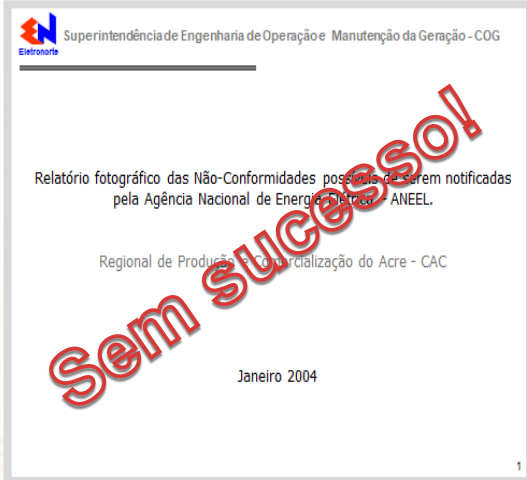 Eletronorte
Superintendência de Engenharia de Operação e Manutenção da Geração - COG
Relatório fotográfico das Não-Conformidades possíveis de serem notificadas
pela Agência Nacional de Energia Elétrica - ANEEL.
Regional de Produção e Comercialização do Acre - CAC
Sem sucesso!
Janeiro 2004
1